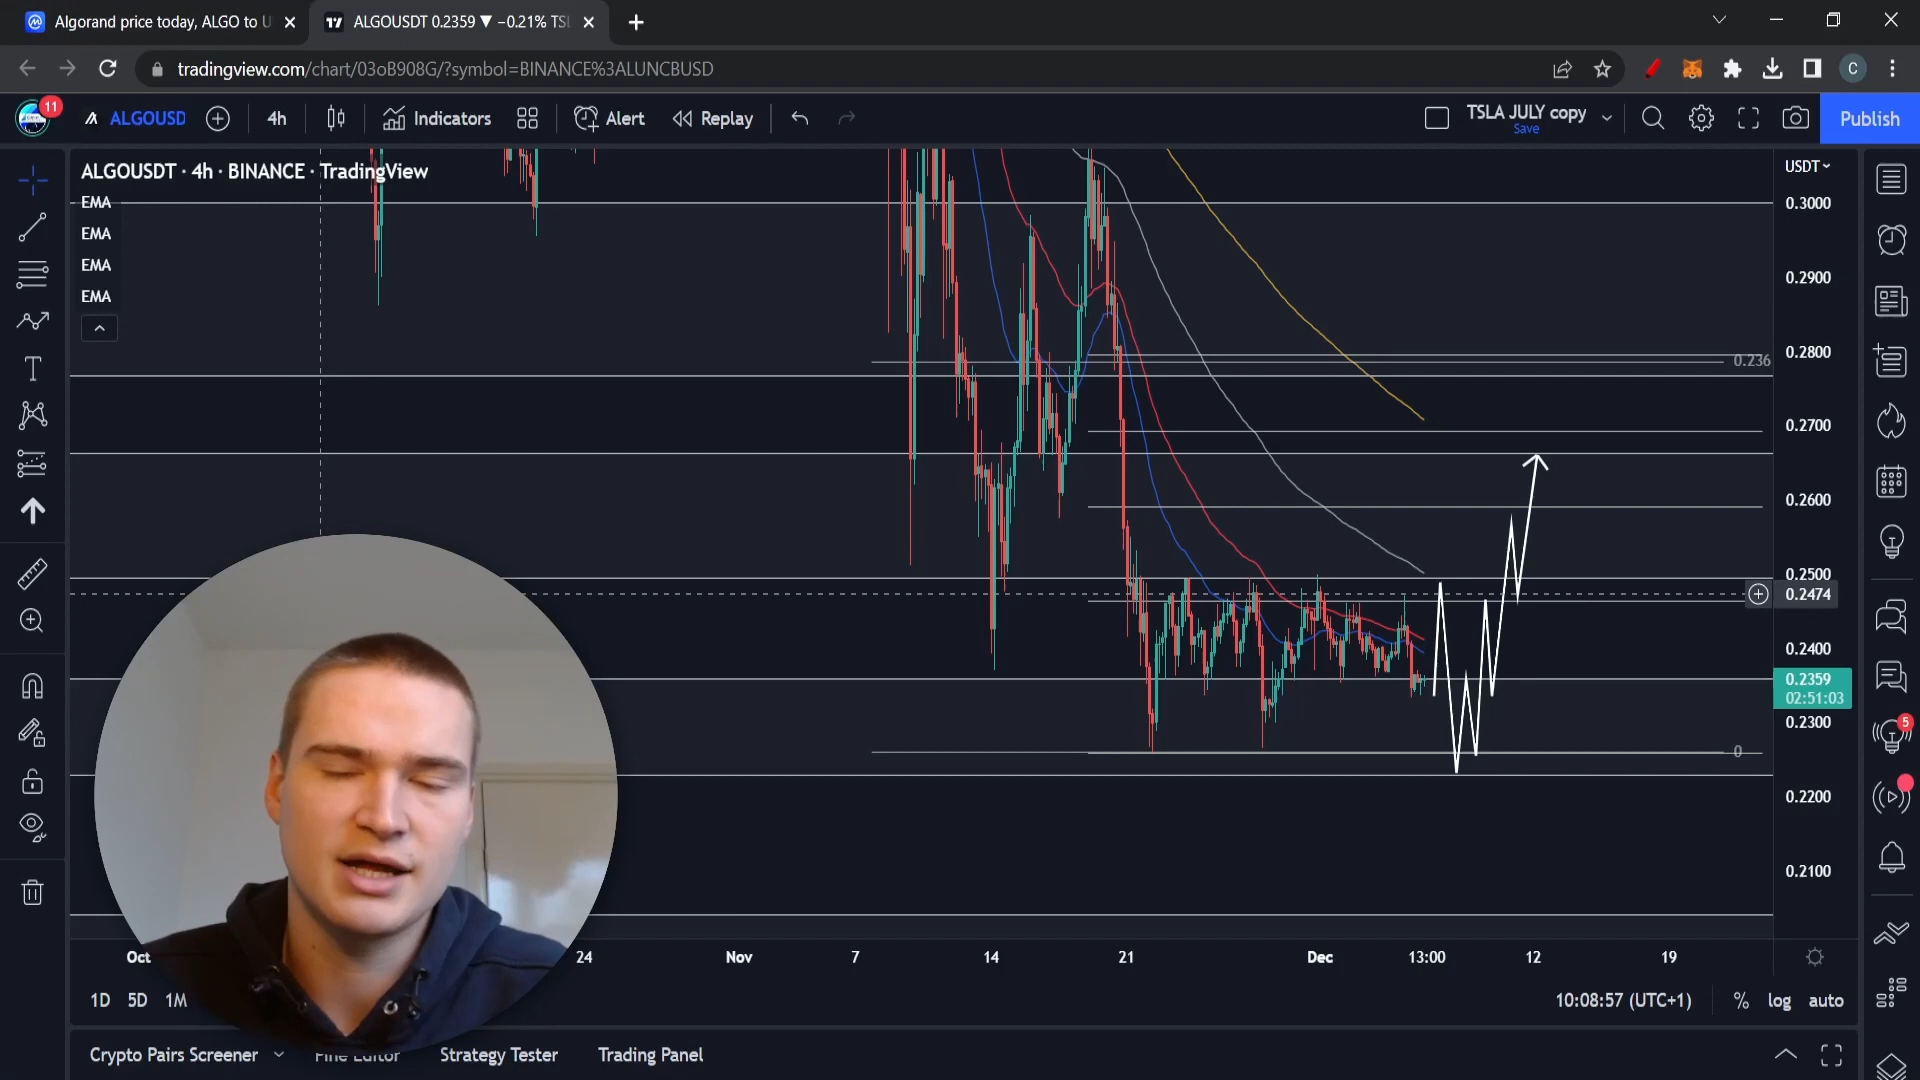 Algorand price today, ALGO to U
ALGOUSDT 0.2359 ▼ −0.21% TSL
tradingview.com/chart/03oB908G/?symbol=BINANCE%3ALUNCBUSD
C
11
ALGOUSD
4h
Indicators
Alert
Replay
TSLA JULY copy
Save
Publish
ALGOUSDT · 4h · BINANCE · TradingView
USDT
EMA
EMA
EMA
EMA
0.3000
0.2900
0.2800
0.236
0.2700
0.2600
0.2500
0.2474
0.2400
0.2359
02:51:03
0.2300
0
0.2200
0.2100
5
Oct
24
Nov
7
14
21
Dec
13:00
12
19
1D 5D 1M
10:08:57 (UTC+1)
% log auto
Crypto Pairs Screener
Pine Editor
Strategy Tester
Trading Panel